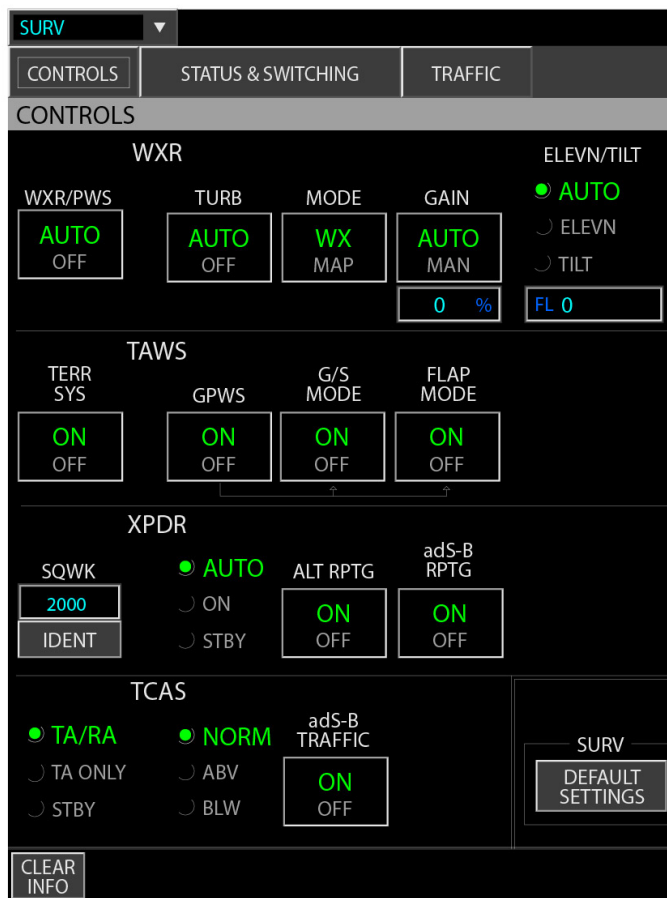 SURV
CONTROLS STATUS & SWITCHING TRAFFIC
CONTROLS
WXR
ELEVN/TILT
WXR/PWS TURB MODE GAIN
AUTO
AUTO AUTO WX AUTO
OFF OFF MAP MAN
ELEVN
TILT
0 %
FL 0
TAWS
TERR
SYS
GPWS
G/S
MODE
FLAP
MODE
ON ON ON ON
OFF OFF OFF OFF
XPDR
SQWK
2000
IDENT
AUTO
ON
STBY
ALT RPTG
ON
OFF
adS-B
RPTG
ON
OFF
TCAS
TA/RA
TA ONLY
STBY
NORM
ABV
BLW
adS-B
TRAFFIC
ON
OFF
SURV
DEFAULT
SETTINGS
CLEAR
INFO